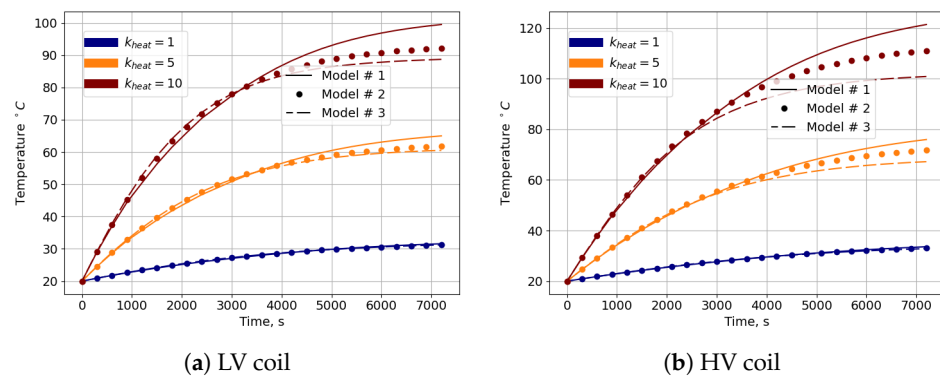 100
90
80
70
60
50
40
30
20
Temperature ° C
k_heat = 1
k_heat = 5
k_heat = 10
Model # 1
Model # 2
Model # 3
0 1000 2000 3000 4000 5000 6000 7000
Time, s
(a) LV coil
120
100
80
60
40
20
Temperature ° C
k_heat = 1
k_heat = 5
k_heat = 10
Model # 1
Model # 2
Model # 3
0 1000 2000 3000 4000 5000 6000 7000
Time, s
(b) HV coil